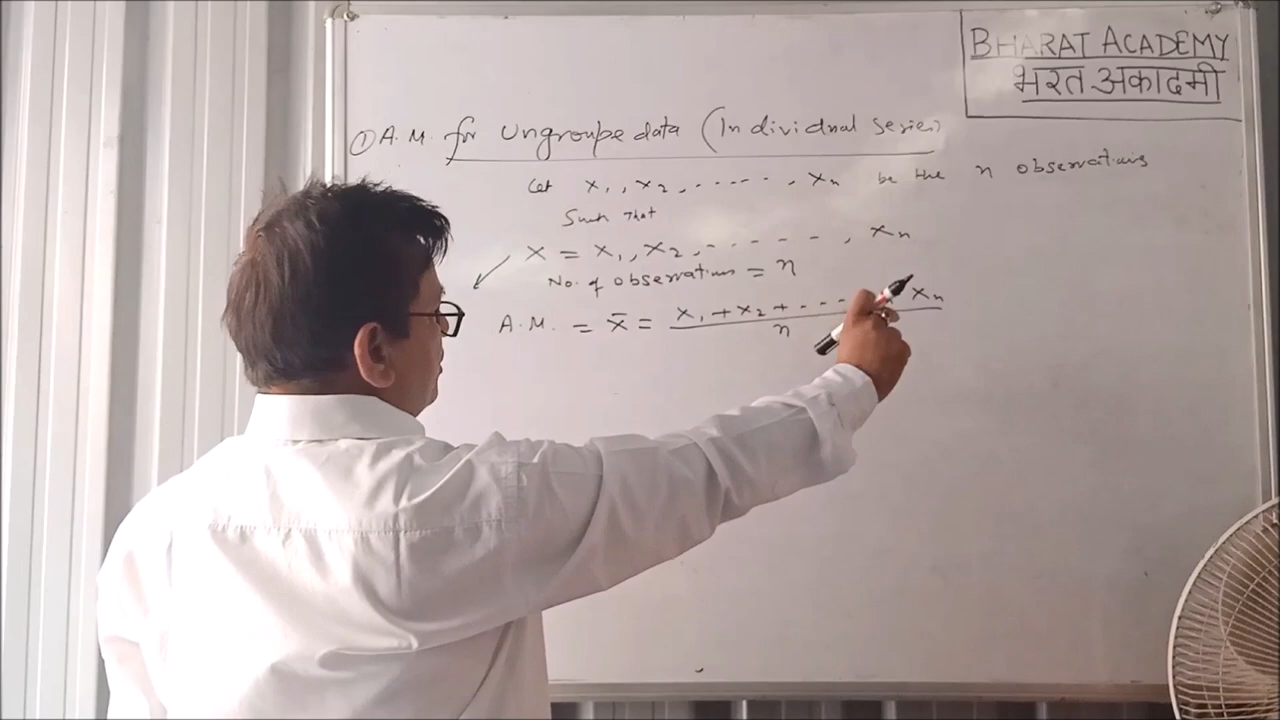 BHARAT ACADEMY
भरत अकादमी
① A.M. for Ungroupe data (Individual series)
Let x₁, x₂, ------, xₙ be the n observations
Such That
x = x₁, x₂, ------, xₙ
No. of observations = n
A.M. = x̄ = x₁ + x₂ + --- xₙ / n